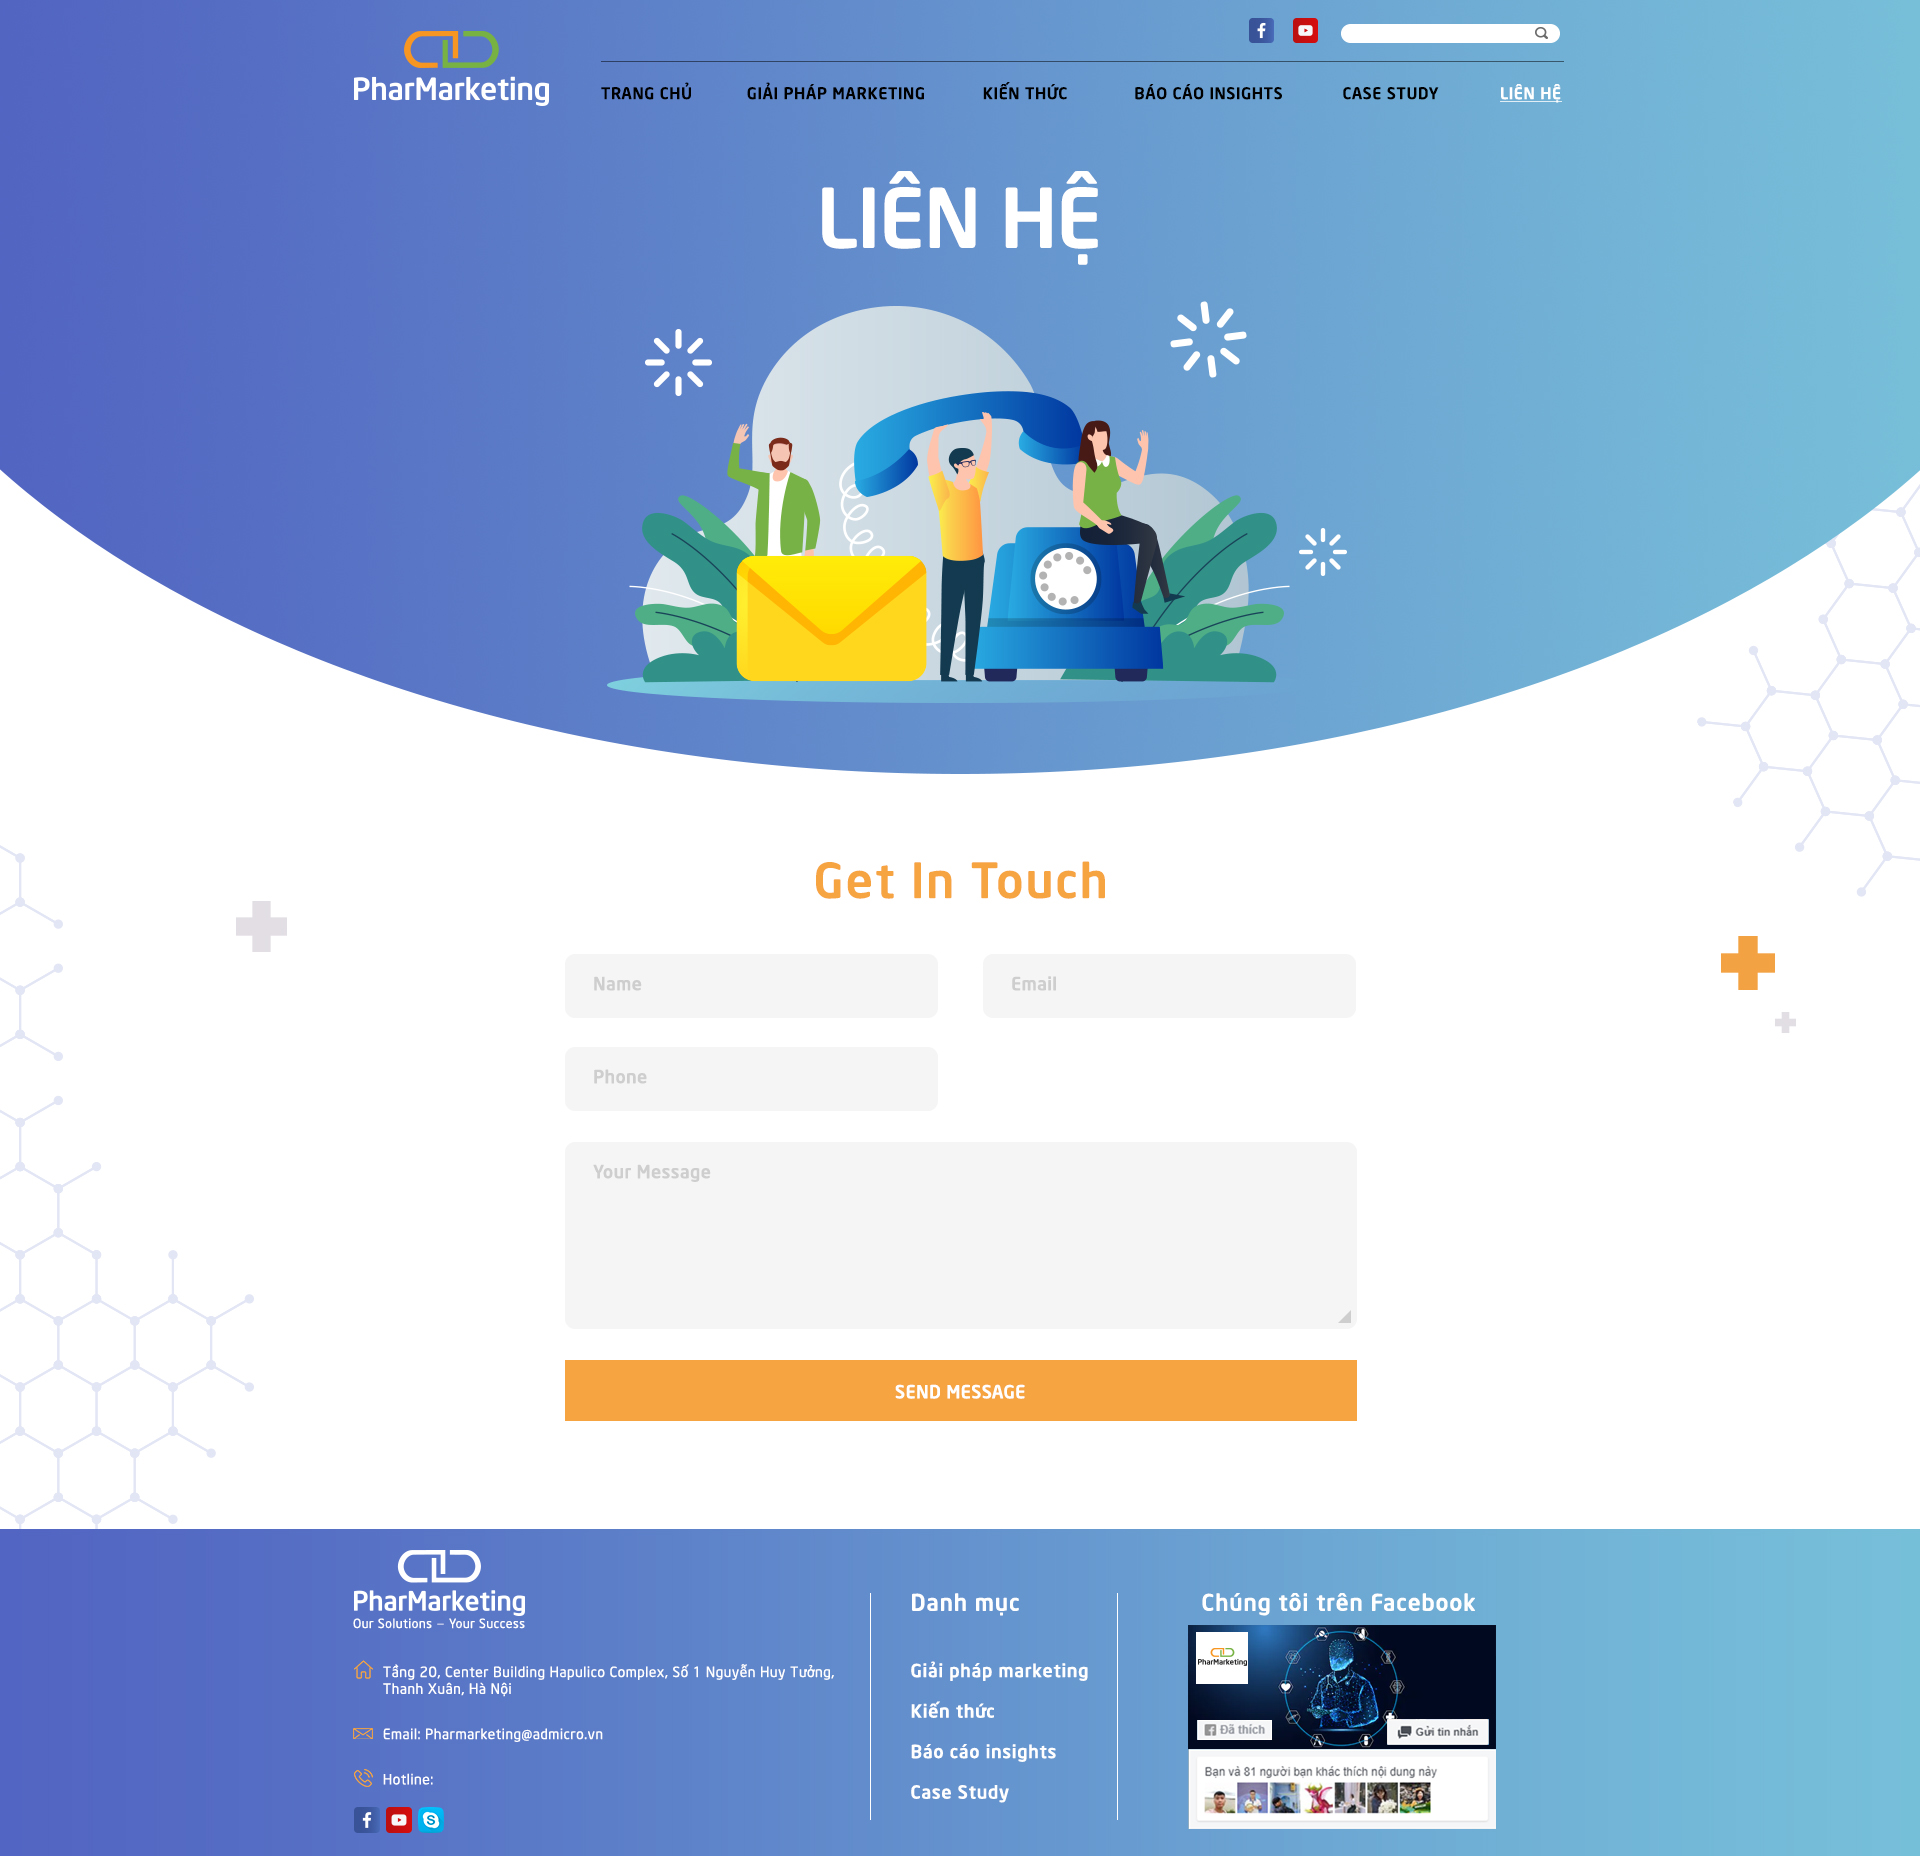 PharMarketing
TRANG CHỦ
GIẢI PHÁP MARKETING
KIẾN THỨC
BÁO CÁO INSIGHTS
CASE STUDY
LIÊN HỆ
LIÊN HỆ
Get In Touch
Name
Email
Phone
Your Message
SEND MESSAGE
PharMarketing
Our Solutions – Your Success
Tầng 20, Center Building Hapulico Complex, Số 1 Nguyễn Huy Tưởng,
Thanh Xuân, Hà Nội
Email: Pharmarketing@admicro.vn
Hotline:
Danh mục
Giải pháp marketing
Kiến thức
Báo cáo insights
Case Study
Chúng tôi trên Facebook
PharMarketing
Đã thích
Gửi tin nhắn
Bạn và 81 người bạn khác thích nội dung này